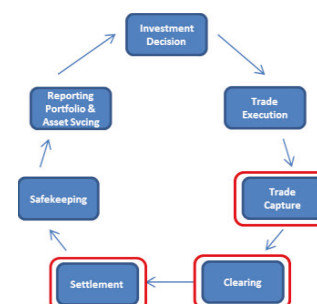 Investment
Decision
Trade
Execution
Trade
Capture
Clearing
Settlement
Safekeeping
Reporting
Portfolio &
Asset Svcing